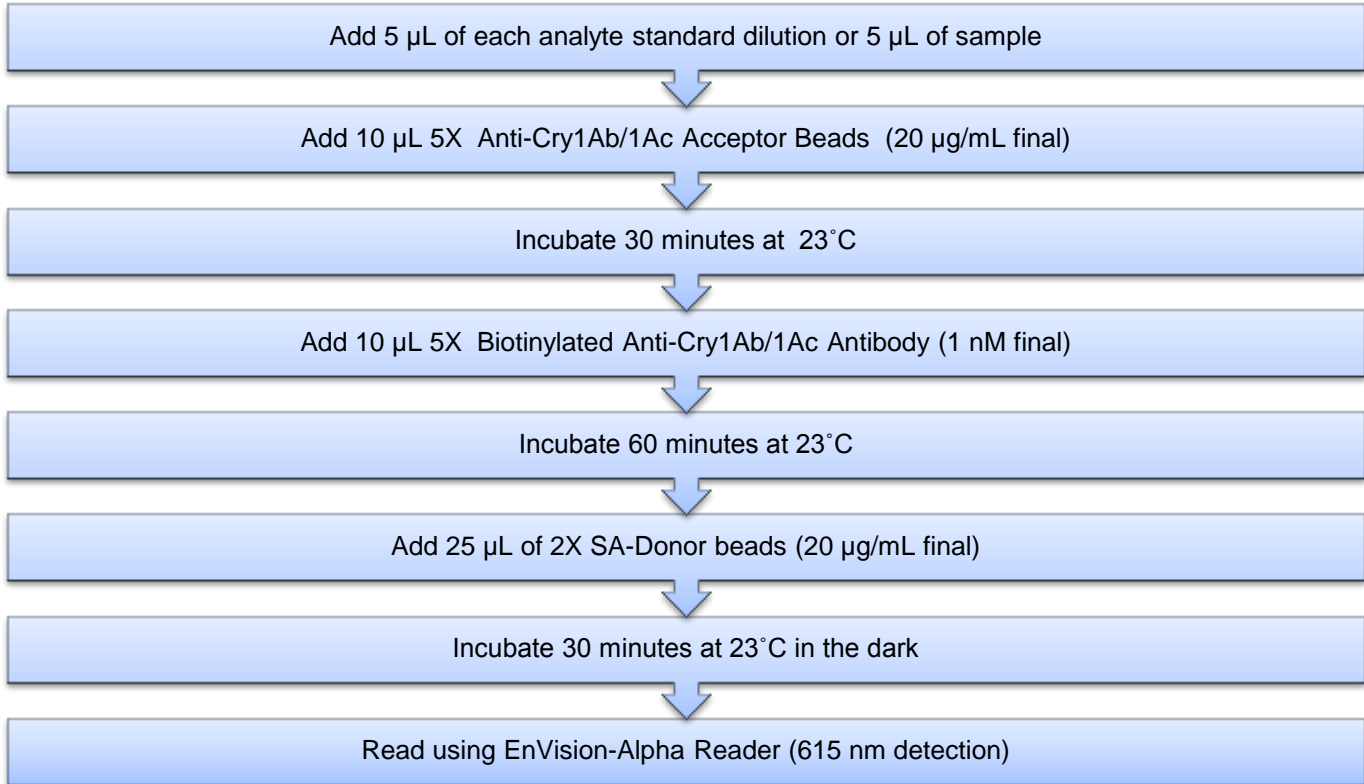 Add 5 µL of each analyte standard dilution or 5 µL of sample
Add 10 µL 5X  Anti-Cry1Ab/1Ac Acceptor Beads  (20 µg/mL final)
Incubate 30 minutes at  23˚C
Add 10 µL 5X  Biotinylated Anti-Cry1Ab/1Ac Antibody (1 nM final)
Incubate 60 minutes at 23˚C
Add 25 µL of 2X SA-Donor beads (20 µg/mL final)
Incubate 30 minutes at 23˚C in the dark
Read using EnVision-Alpha Reader (615 nm detection)